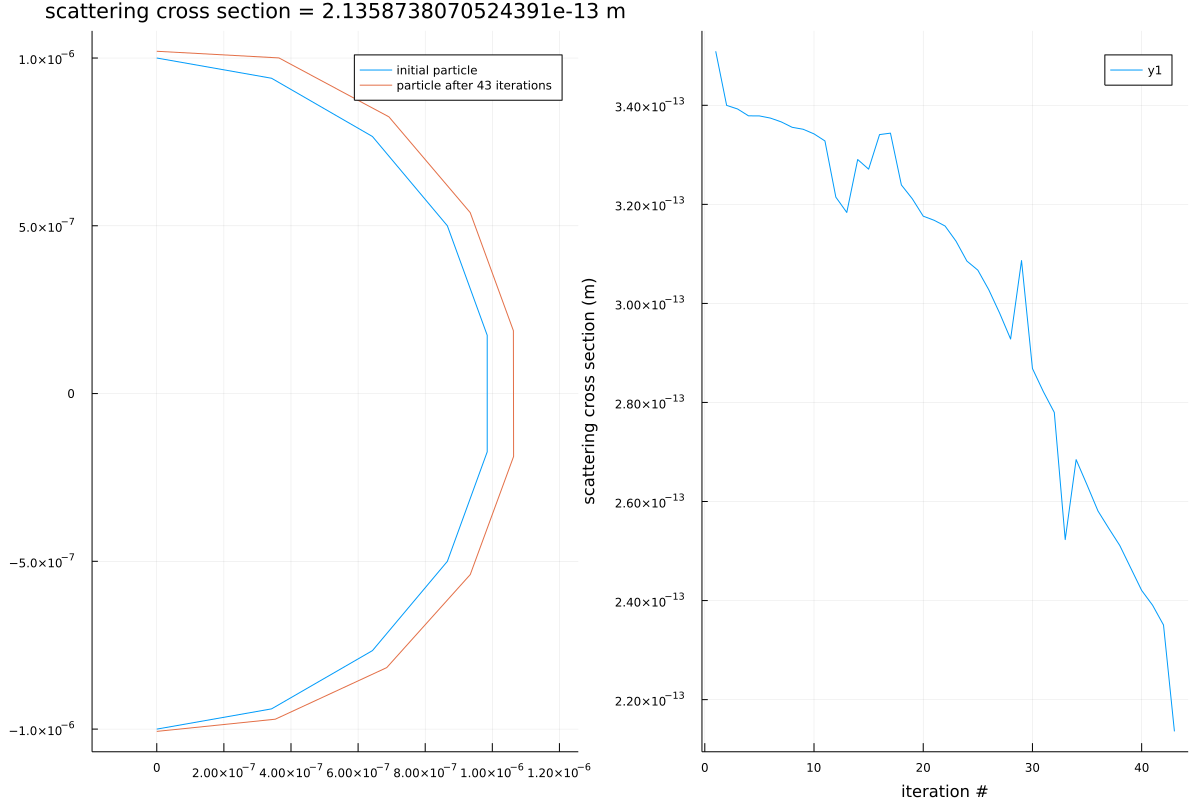 scattering cross section = 2.1358738070524391e-13 m
initial particle
particle after 43 iterations
1.0×10⁻⁶
5.0×10⁻⁷
0
−5.0×10⁻⁷
−1.0×10⁻⁶
0 2.00×10⁻⁷ 4.00×10⁻⁷ 6.00×10⁻⁷ 8.00×10⁻⁷ 1.00×10⁻⁶ 1.20×10⁻⁶
scattering cross section (m)
y1
3.40×10⁻¹³
3.20×10⁻¹³
3.00×10⁻¹³
2.80×10⁻¹³
2.60×10⁻¹³
2.40×10⁻¹³
2.20×10⁻¹³
0 10 20 30 40
iteration #